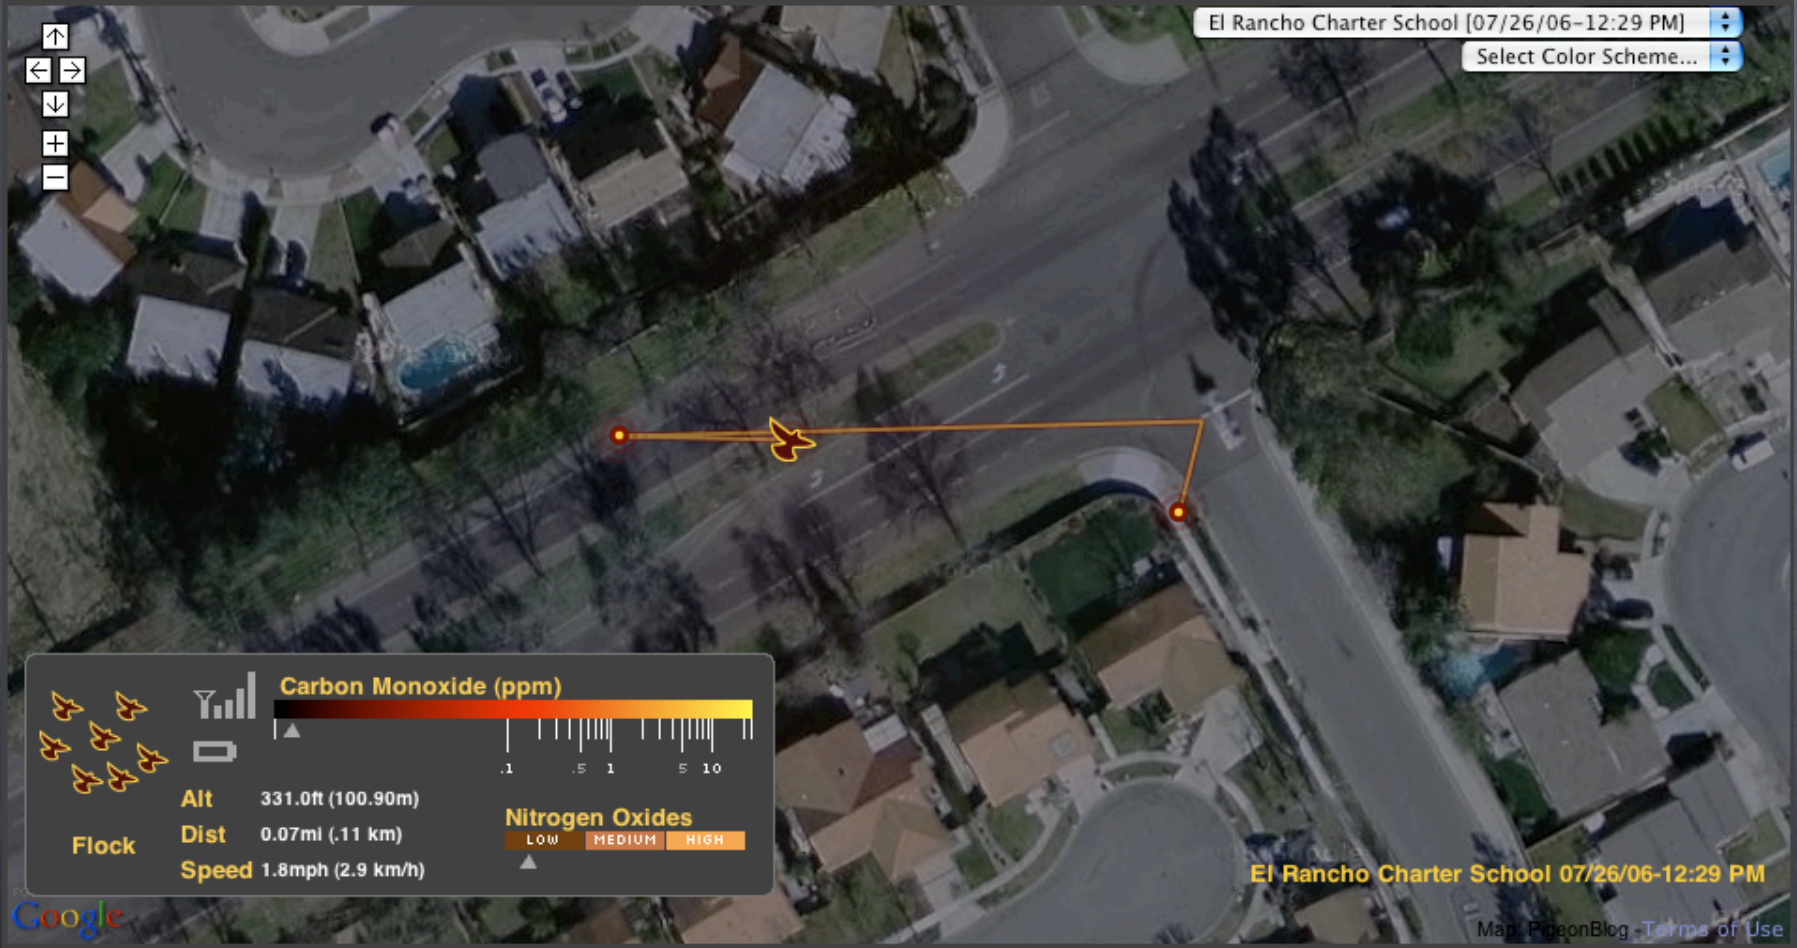 El Rancho Charter School [07/26/06-12:29 PM]
Select Color Scheme...
Carbon Monoxide (ppm)
.1 .5 1 5 10
Alt 331.0ft (100.90m)
Dist 0.07mi (.11 km)
Speed 1.8mph (2.9 km/h)
Flock
Nitrogen Oxides
LOW MEDIUM HIGH
El Rancho Charter School 07/26/06-12:29 PM
Google
Map: PigeonBlog - Terms of Use